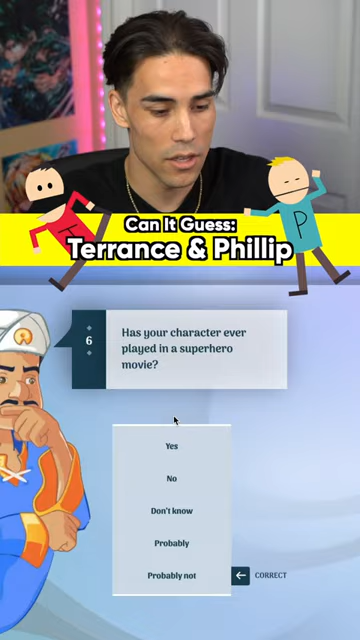 Can It Guess:
Terrance & Phillip
T
P
6
Has your character ever
played in a superhero
movie?
Yes
No
Don't know
Probably
Probably not
CORRECT